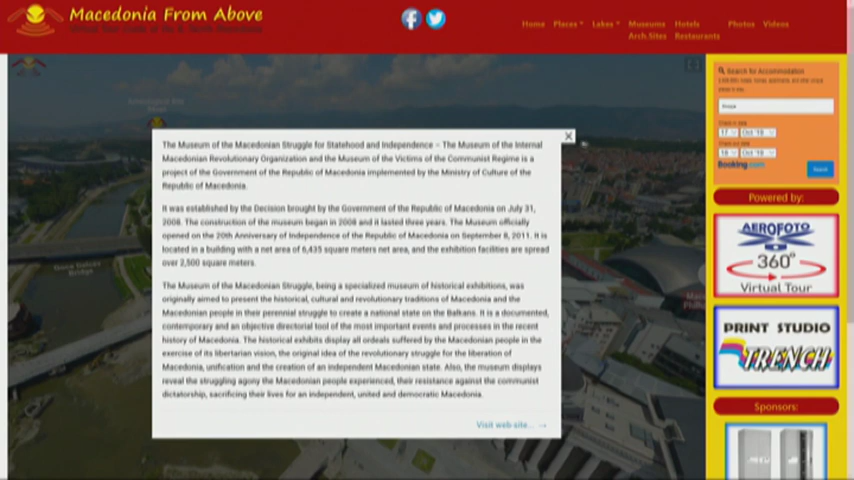 Macedonia From Above
Home
Places
Lakes
Museums
Arch.Sites
Hotels
Restaurants
Photos
Videos
The Museum of the Macedonian Struggle for Statehood and Independence – The Museum of the Internal
Macedonian Revolutionary Organization and the Museum of the Victims of the Communist Regime is a
project of the Government of the Republic of Macedonia implemented by the Ministry of Culture of the
Republic of Macedonia.
It was established by the Decision brought by the Government of the Republic of Macedonia on July 31,
2008. The construction of the museum began in 2008 and it lasted three years. The Museum officially
opened on the 20th Anniversary of Independence of the Republic of Macedonia on September 8, 2011. It is
located in a building with a net area of 6,435 square meters net area, and the exhibition facilities are spread
over 2,500 square meters.
The Museum of the Macedonian Struggle, being a specialized museum of historical exhibitions, was
originally aimed to present the historical, cultural and revolutionary traditions of Macedonia and the
Macedonian people in their perennial struggle to create a national state on the Balkans. It is a documented,
contemporary and an objective directorial tool of the most important events and processes in the recent
history of Macedonia. The historical exhibits display all ordeals suffered by the Macedonian people in the
exercise of its libertarian vision, the original idea of the revolutionary struggle for the liberation of
Macedonia, unification and the creation of an independent Macedonian state. Also, the museum displays
reveal the struggling agony the Macedonian people experienced, their resistance against the communist
dictatorship, sacrificing their lives for an independent, united and democratic Macedonia.
Visit web site... →
Bridge
Search for Accommodation
Check-in date
17 Oct '19
Check-out date
18 Oct '19
Booking.com
Search
Powered by:
AEROFOTO
360°
Virtual Tour
PRINT STUDIO
TRENCH
Sponsors: